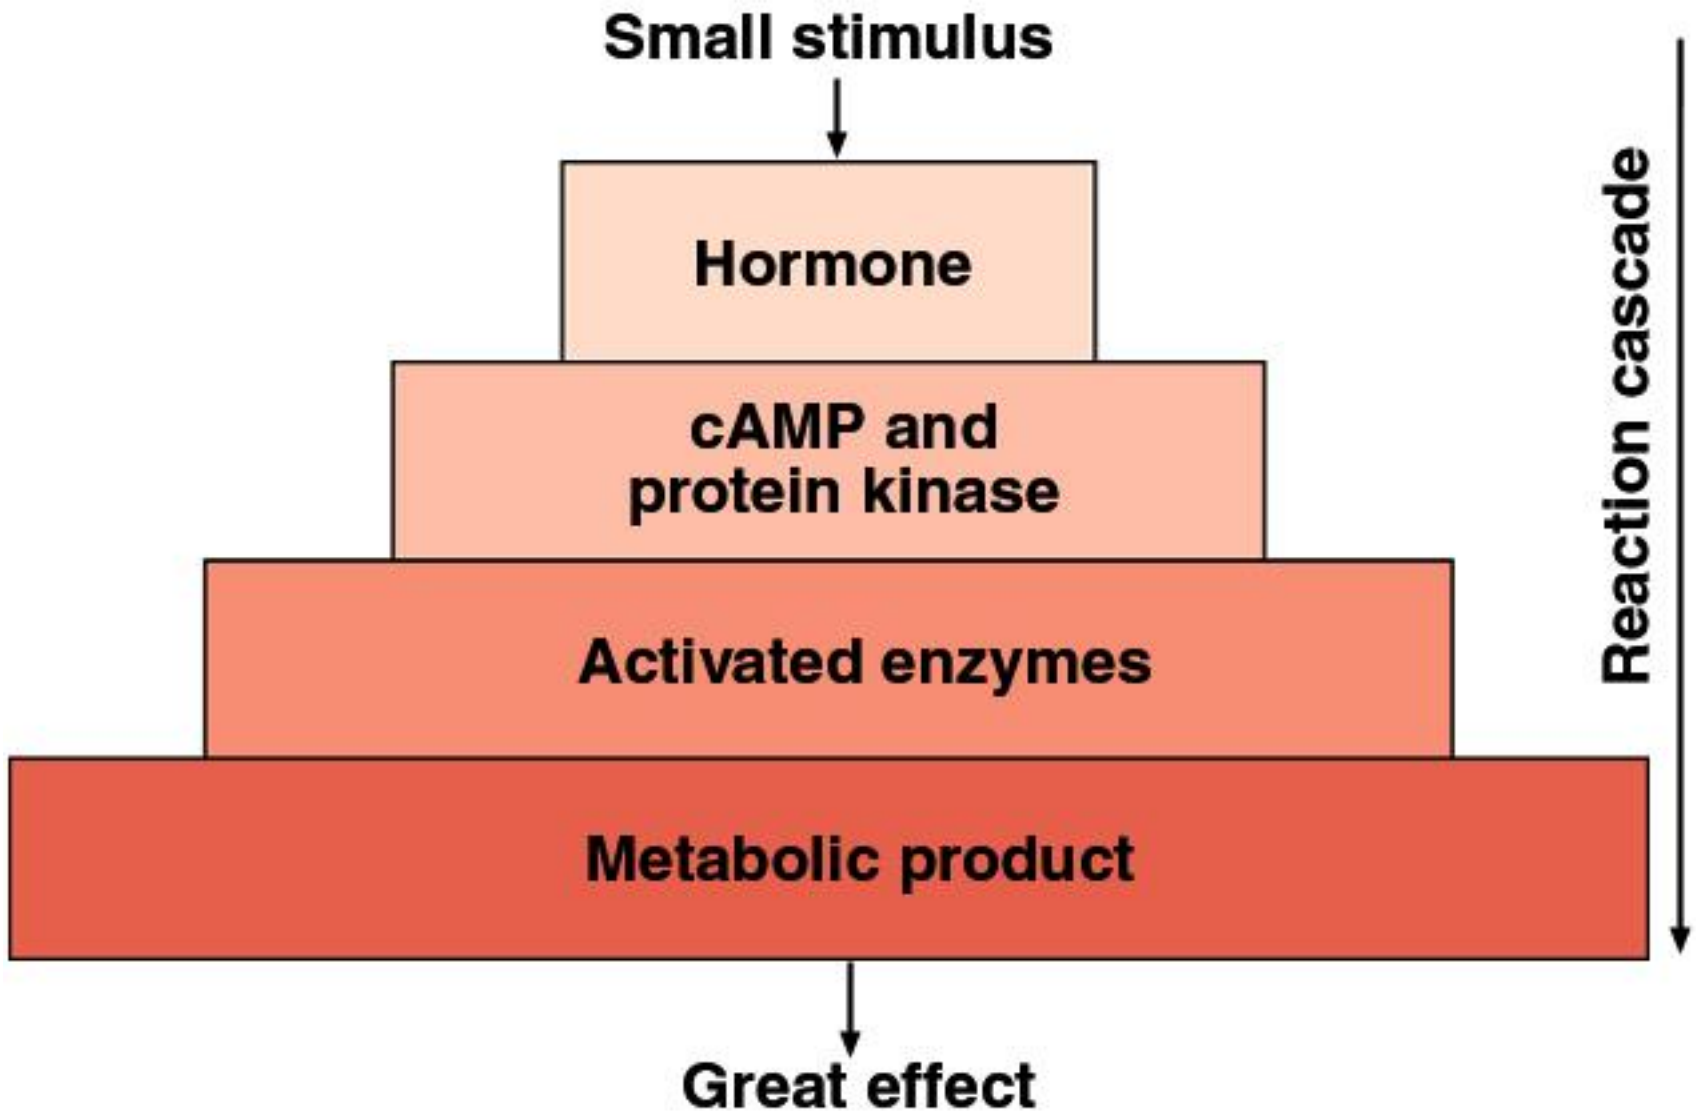 Small stimulus
Hormone
cAMP and
protein kinase
Activated enzymes
Metabolic product
Great effect
Reaction cascade